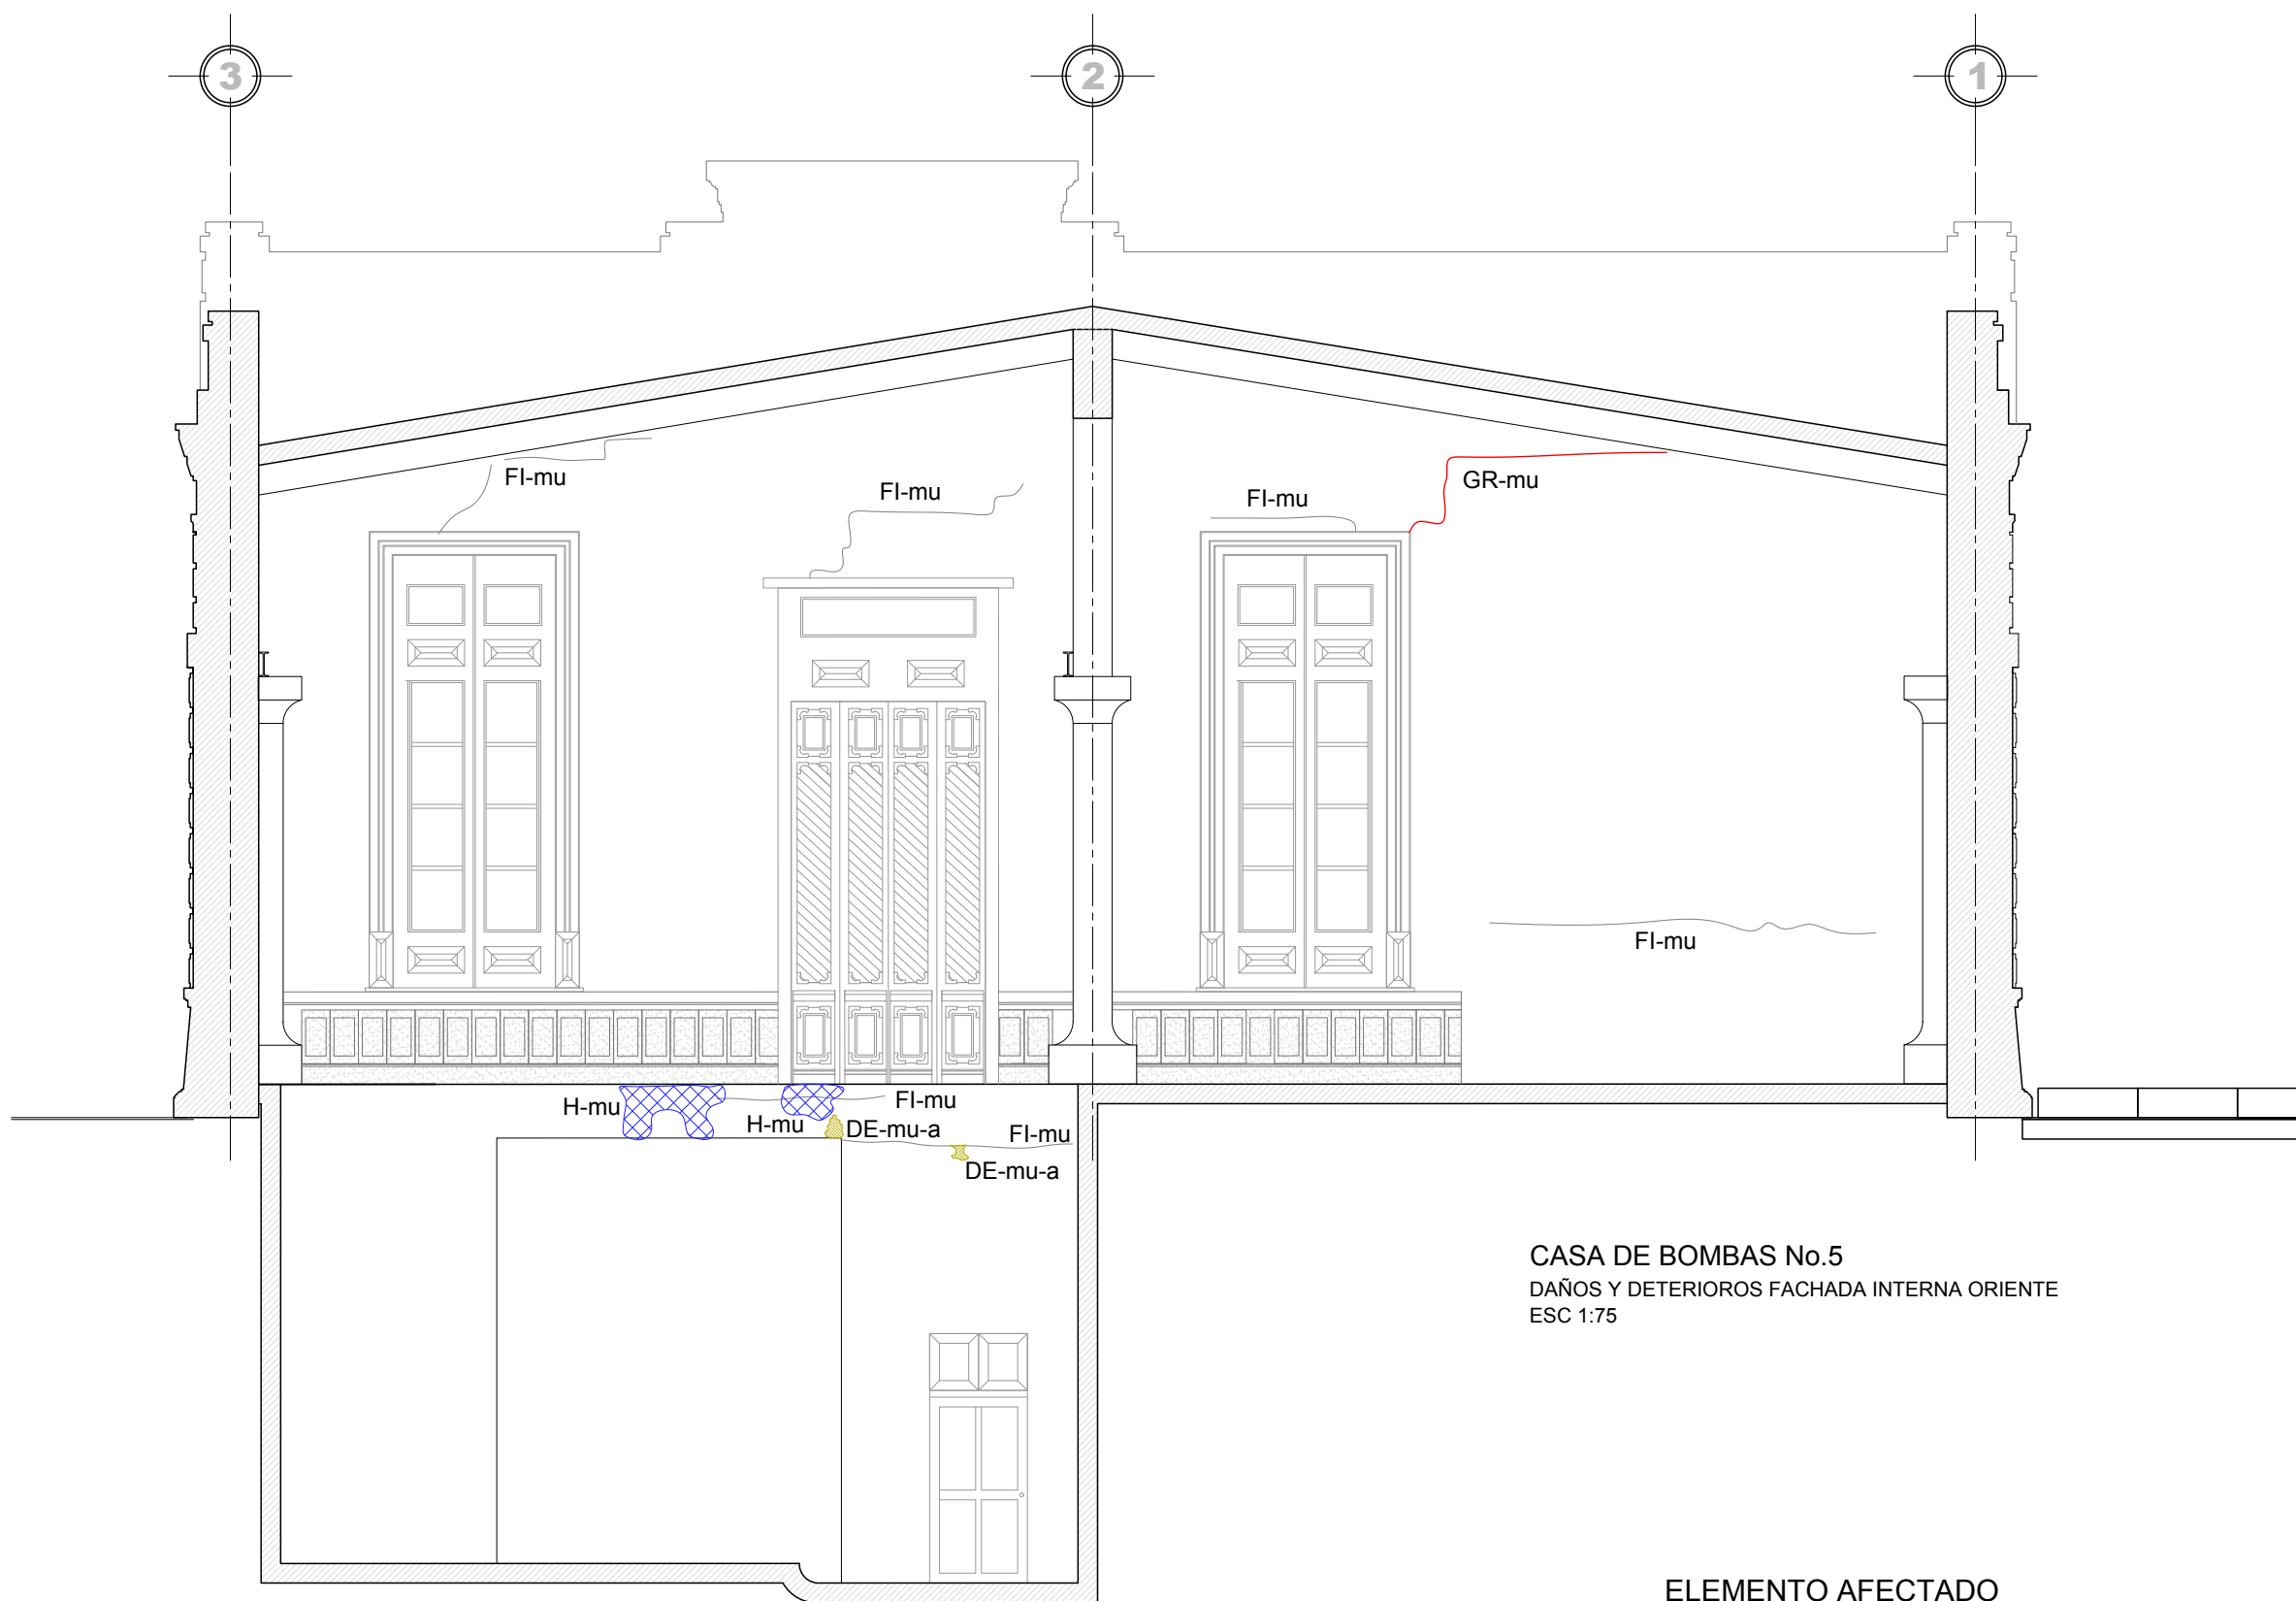 3
2
1
FI-mu
FI-mu
FI-mu
GR-mu
FI-mu
H-mu
FI-mu
H-mu
DE-mu-a
FI-mu
DE-mu-a
CASA DE BOMBAS No.5
DAÑOS Y DETERIOROS FACHADA INTERNA ORIENTE
ESC 1:75
ELEMENTO AFECTADO